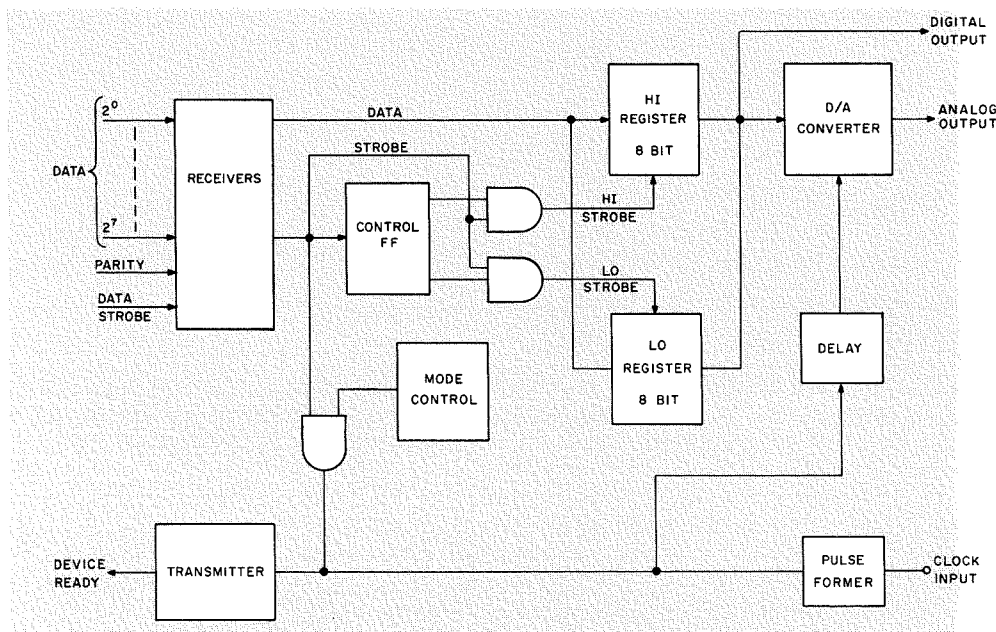 DIGITAL
OUTPUT
2⁰
DATA
2⁷
PARITY
DATA
STROBE
RECEIVERS
DATA
STROBE
CONTROL
FF
HI
STROBE
LO
STROBE
HI
REGISTER
8 BIT
D/A
CONVERTER
ANALOG
OUTPUT
LO
REGISTER
8 BIT
DELAY
MODE
CONTROL
DEVICE
READY
TRANSMITTER
PULSE
FORMER
CLOCK
INPUT